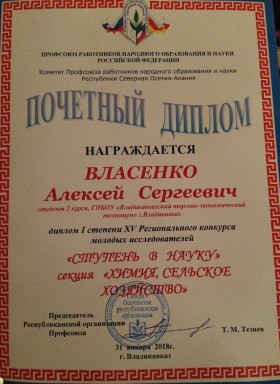 ПРОФСОЮЗ РАБОТНИКОВ НАРОДНОГО ОБРАЗОВАНИЯ И НАУКИ
РОССИЙСКОЙ ФЕДЕРАЦИИ
Комитет Профсоюза работников народного образования и науки
Республики Северная Осетия-Алания
ПОЧЕТНЫЙ ДИПЛОМ
НАГРАЖДАЕТСЯ
ВЛАСЕНКО
Алексей Сергеевич
студент 2 курса, ГПБОУ «Владикавказский торгово-экономический
техникум» г.Владикавказ
диплом I степени XV Регионального конкурса
молодых исследователей
«СТУПЕНЬ В НАУКУ»
секция «ХИМИЯ, СЕЛЬСКОЕ
ХОЗЯЙСТВО»
Председатель
Республиканской организации
Профсоюза
Т. М. Тезиев
31 января 2018г.
г. Владикавказ